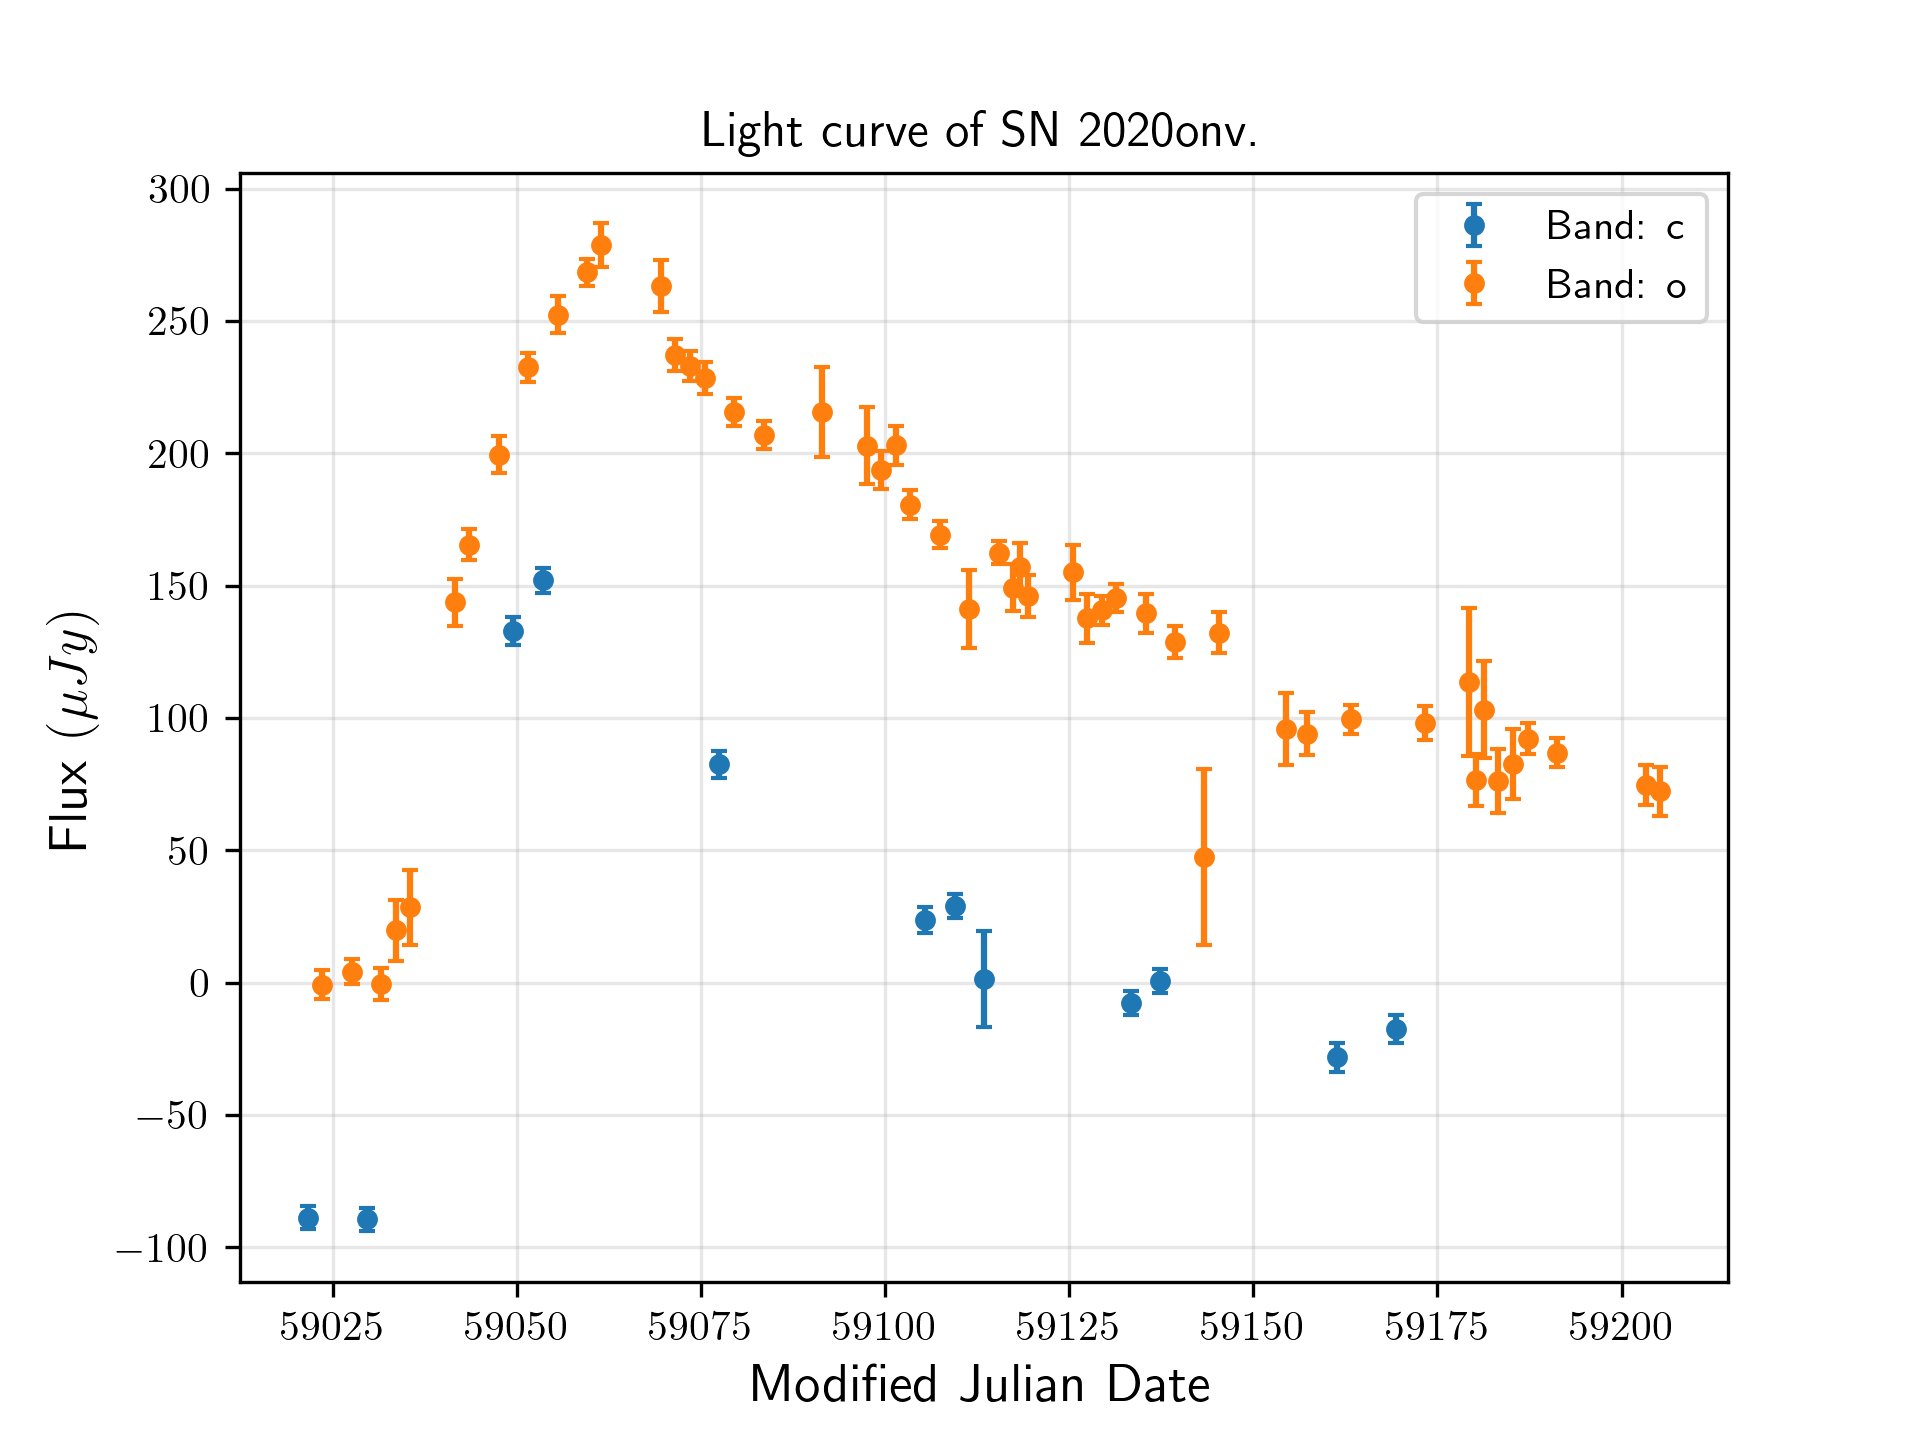 Light curve of SN 2020onv.
300
250
200
150
100
50
0
−50
−100
Flux (μJy)
Band: c
Band: o
59025 59050 59075 59100 59125 59150 59175 59200
Modified Julian Date